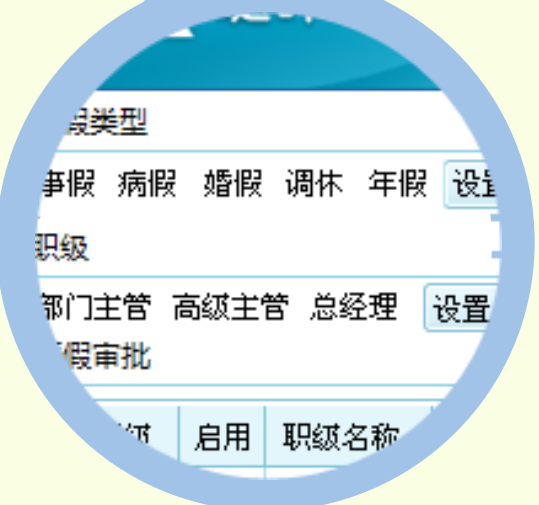 假类型
事假 病假 婚假 调休 年假 设置
职级
部门主管 高级主管 总经理 设置
假审批
级 启用 职级名称